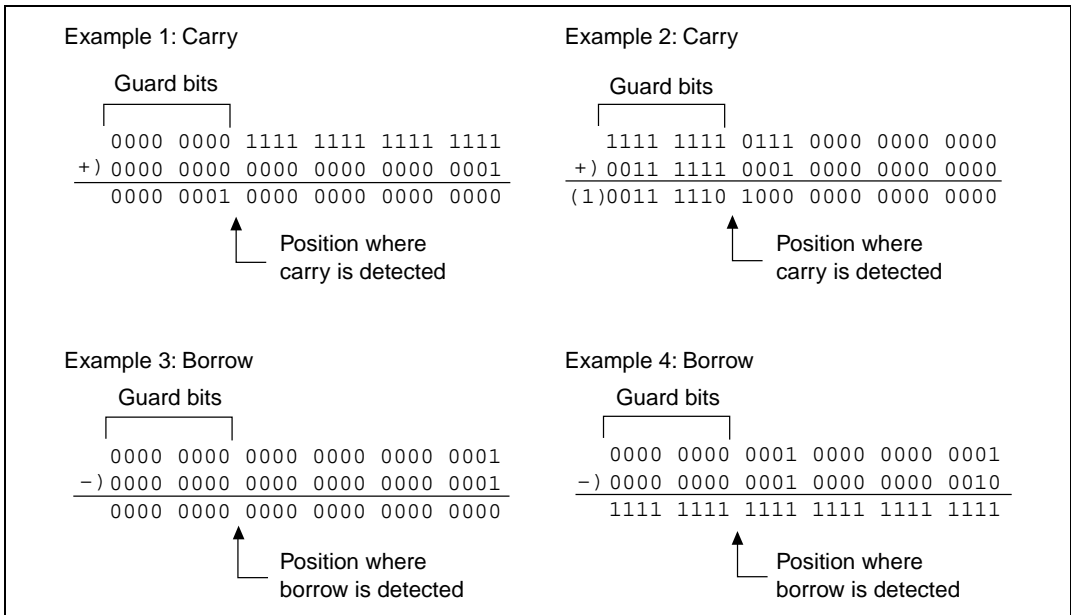 Example 1: Carry
Guard bits
0000 0000 1111 1111 1111 1111
+) 0000 0000 0000 0000 0000 0001
0000 0001 0000 0000 0000 0000
Position where
carry is detected
Example 2: Carry
Guard bits
1111 1111 0111 0000 0000 0000
+) 0011 1111 0001 0000 0000 0000
(1)0011 1110 1000 0000 0000 0000
Position where
carry is detected
Example 3: Borrow
Guard bits
0000 0000 0000 0000 0000 0001
−) 0000 0000 0000 0000 0000 0001
0000 0000 0000 0000 0000 0000
Position where
borrow is detected
Example 4: Borrow
Guard bits
0000 0000 0001 0000 0000 0001
−) 0000 0000 0001 0000 0000 0010
1111 1111 1111 1111 1111 1111
Position where
borrow is detected